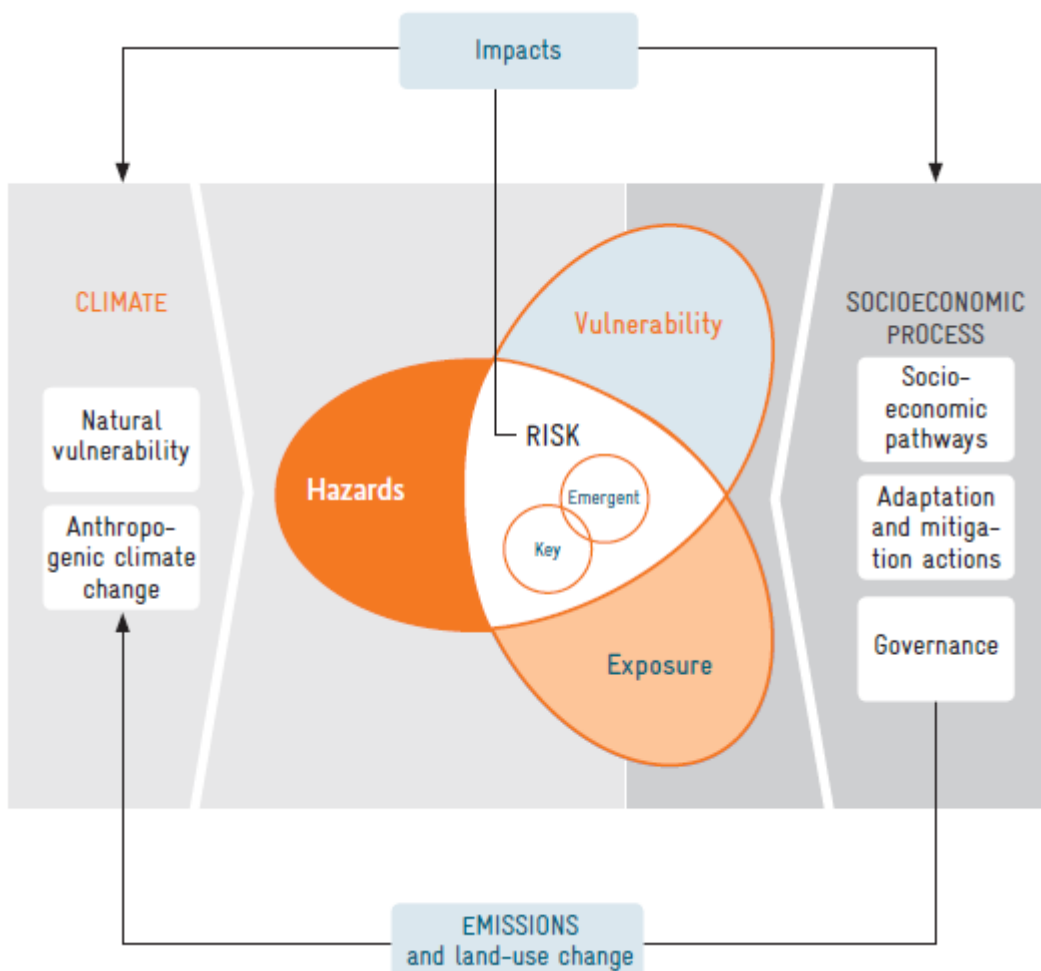 Impacts
CLIMATE
Natural
vulnerability
Anthropo-
genic climate
change
Hazards
Vulnerability
RISK
Emergent
Key
Exposure
SOCIOECONOMIC
PROCESS
Socio-
economic
pathways
Adaptation
and mitiga-
tion actions
Governance
EMISSIONS
and land-use change